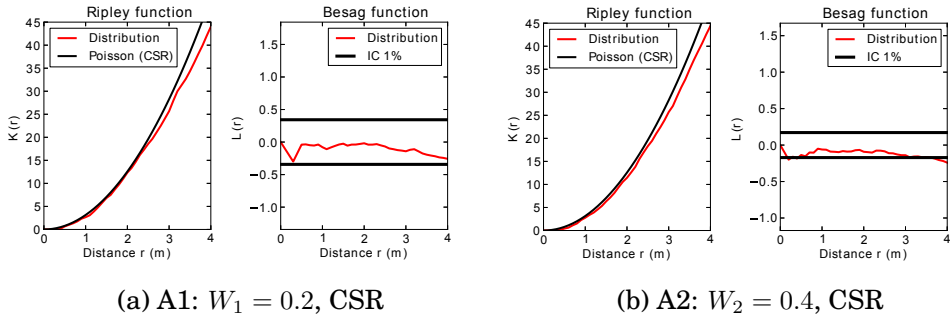 Ripley function
45
40
35
30
25
20
15
10
5
0
K (r)
Distribution
Poisson (CSR)
0 1 2 3 4
Distance r (m)
Besag function
1.5
1.0
0.5
0.0
−0.5
−1.0
L (r)
Distribution
IC 1%
0 1 2 3 4
Distance r (m)
(a) A1: W₁ = 0.2, CSR
Ripley function
45
40
35
30
25
20
15
10
5
0
K (r)
Distribution
Poisson (CSR)
0 1 2 3 4
Distance r (m)
Besag function
1.5
1.0
0.5
0.0
−0.5
−1.0
L (r)
Distribution
IC 1%
0 1 2 3 4
Distance r (m)
(b) A2: W₂ = 0.4, CSR